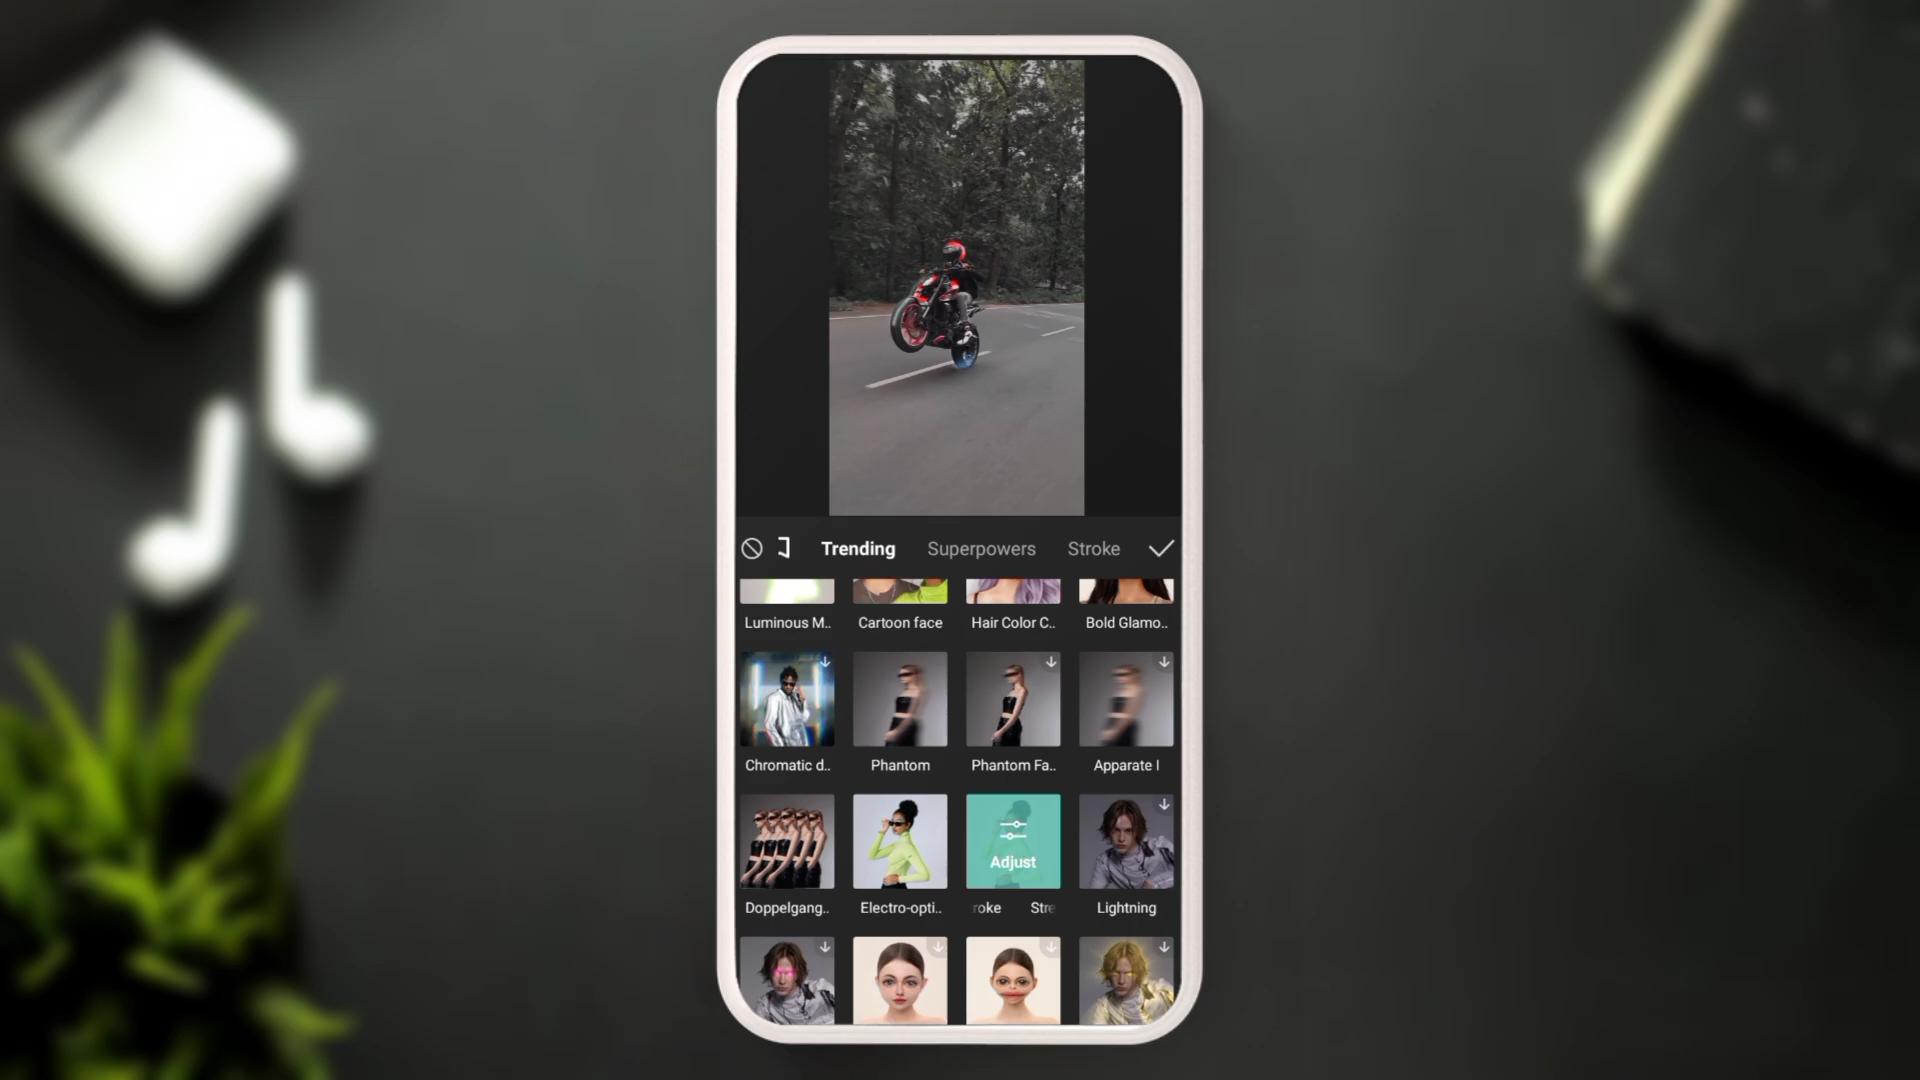 Trending Superpowers Stroke
Luminous M.. Cartoon face Hair Color C.. Bold Glamo..
Chromatic d.. Phantom Phantom Fa.. Apparate I
Adjust
Doppelgang.. Electro-opti.. roke Stre Lightning